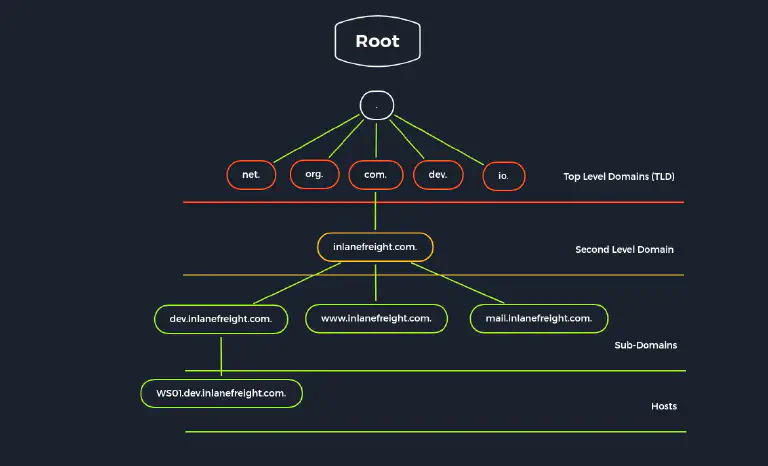 Root
.
net.
org.
com.
dev.
io.
Top Level Domains (TLD)
inlanefreight.com.
Second Level Domain
dev.inlanefreight.com.
www.inlanefreight.com.
mail.inlanefreight.com.
Sub-Domains
WS01.dev.inlanefreight.com.
Hosts